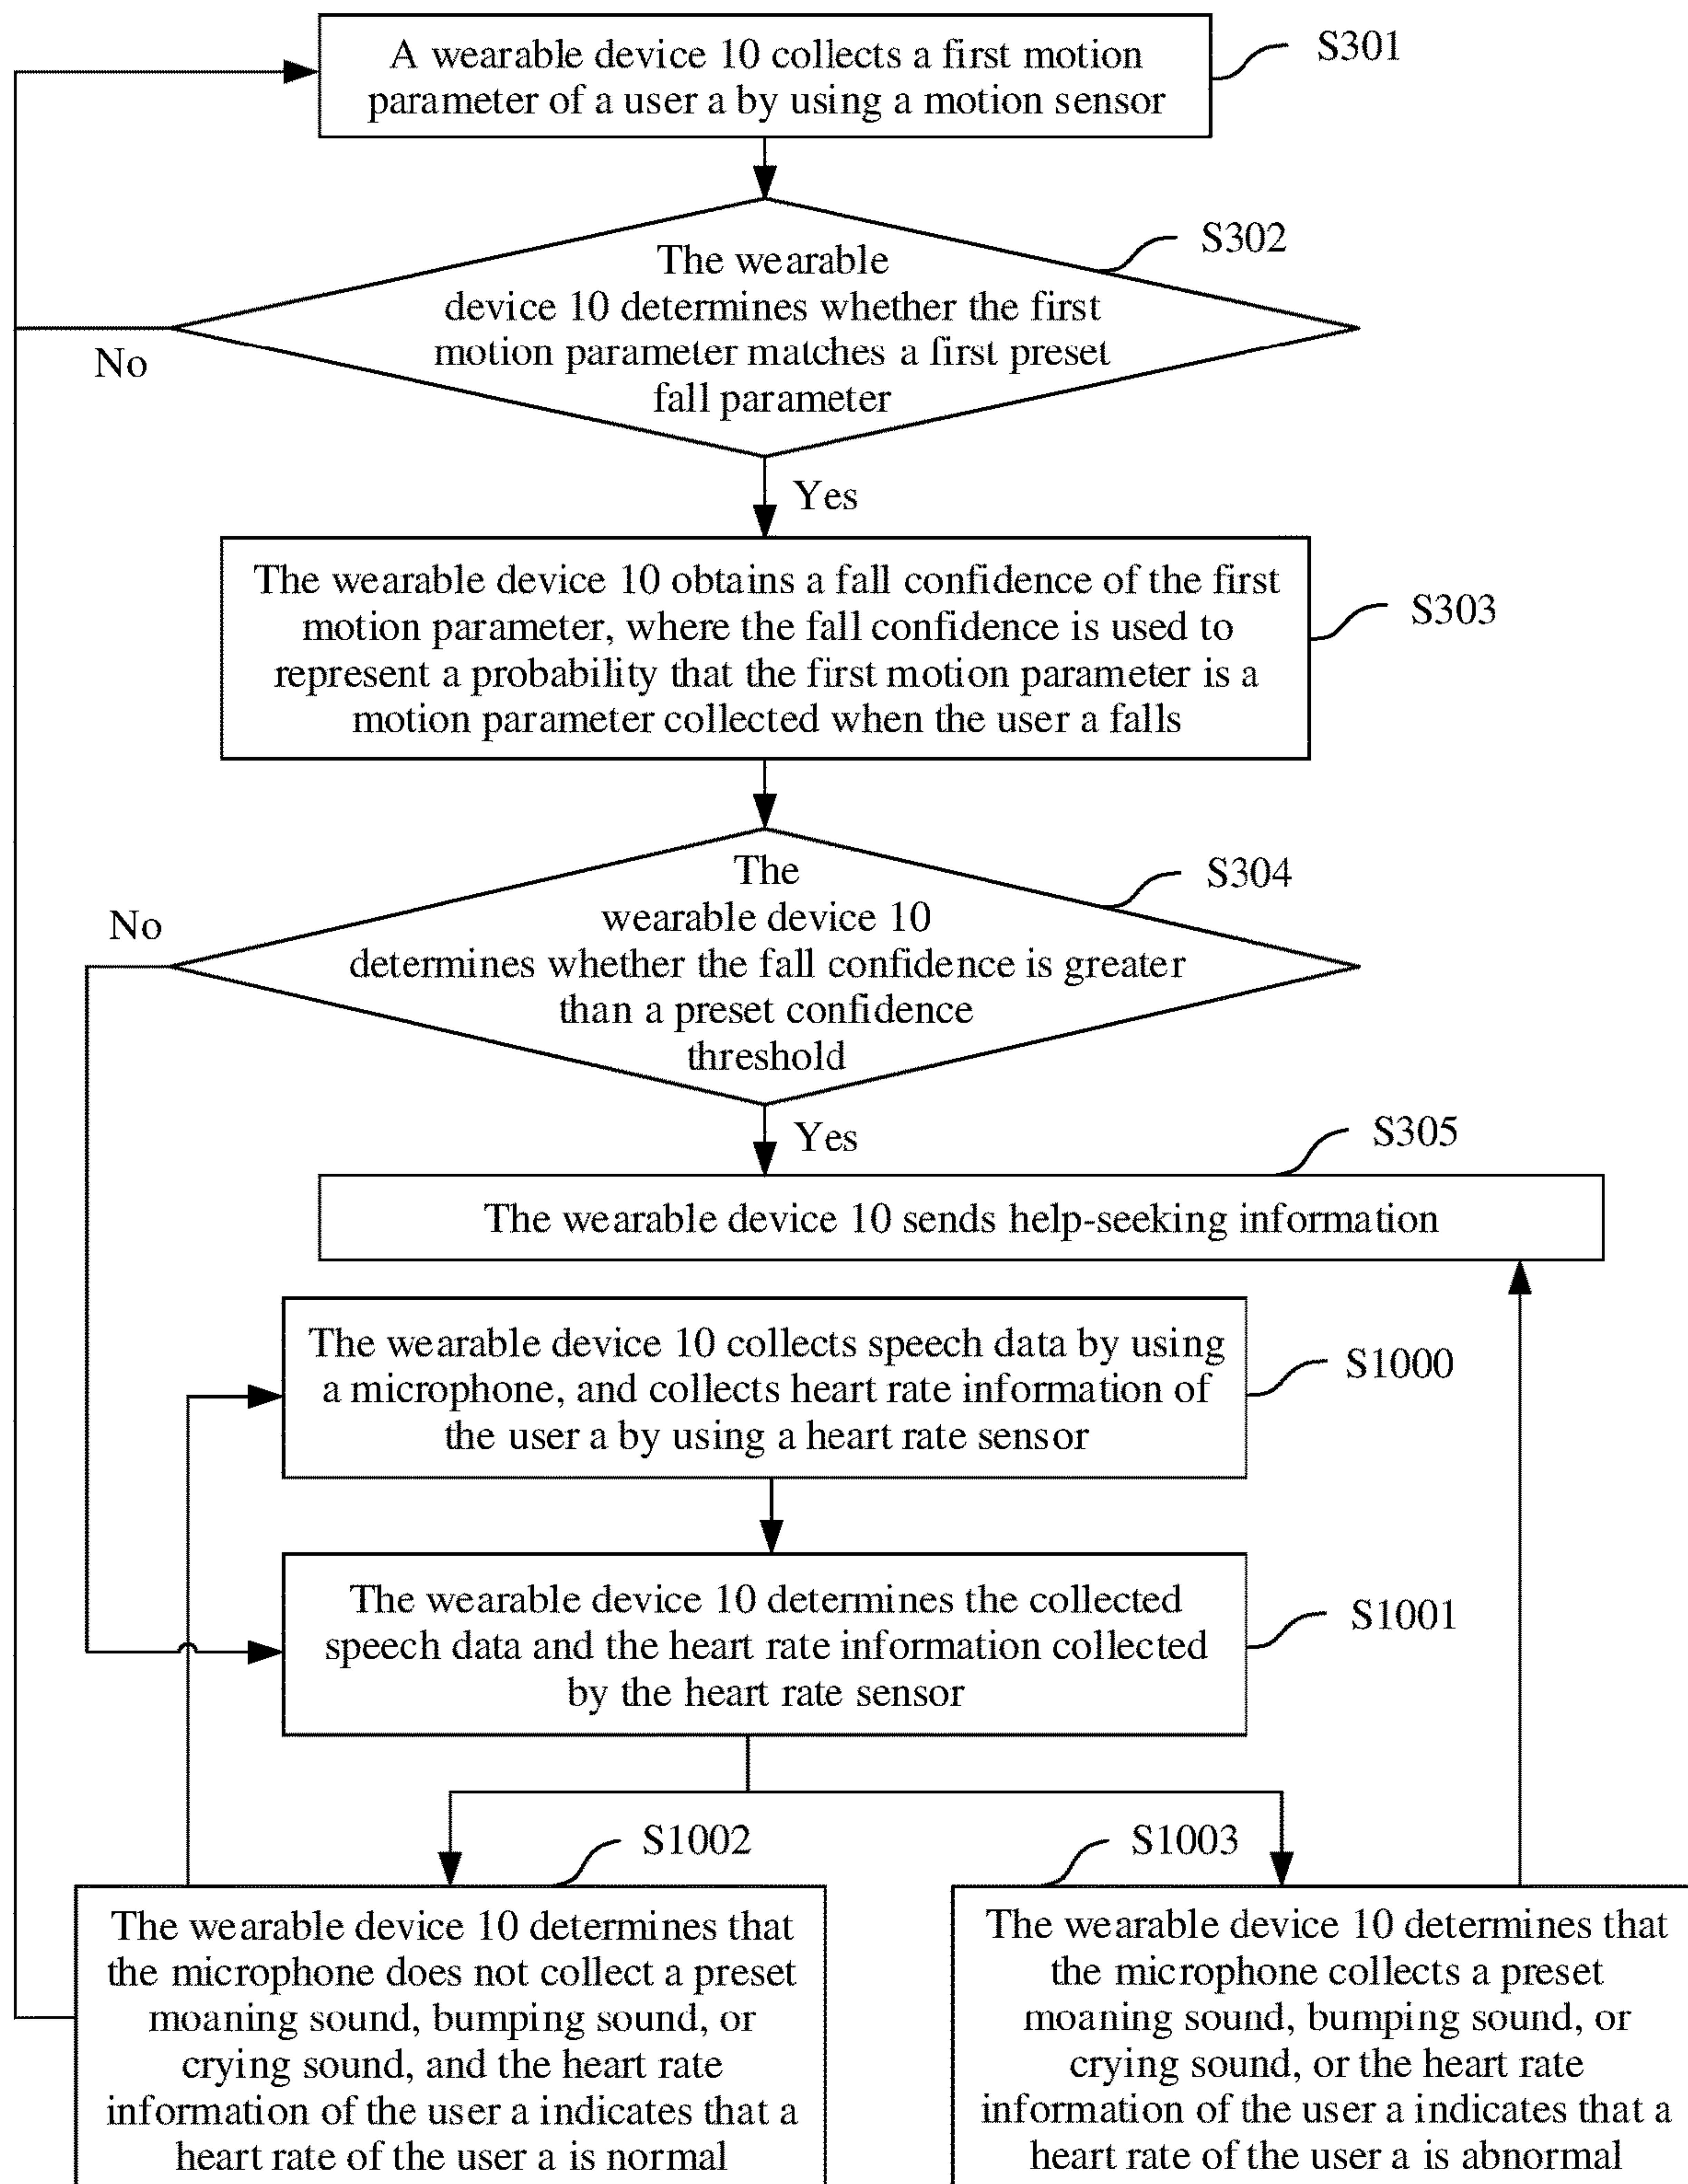 A wearable device 10 collects a first motion
parameter of a user a by using a motion sensor
S301
The wearable
device 10 determines whether the first
motion parameter matches a first preset
fall parameter
S302
No
Yes
The wearable device 10 obtains a fall confidence of the first
motion parameter, where the fall confidence is used to
represent a probability that the first motion parameter is a
motion parameter collected when the user a falls
S303
The
wearable device 10
determines whether the fall confidence is greater
than a preset confidence
threshold
S304
No
Yes
S305
The wearable device 10 sends help-seeking information
The wearable device 10 collects speech data by using
a microphone, and collects heart rate information of
the user a by using a heart rate sensor
S1000
The wearable device 10 determines the collected
speech data and the heart rate information collected
by the heart rate sensor
S1001
S1002
The wearable device 10 determines that
the microphone does not collect a preset
moaning sound, bumping sound, or
crying sound, and the heart rate
information of the user a indicates that a
heart rate of the user a is normal
S1003
The wearable device 10 determines that
the microphone collects a preset
moaning sound, bumping sound, or
crying sound, or the heart rate
information of the user a indicates that a
heart rate of the user a is abnormal